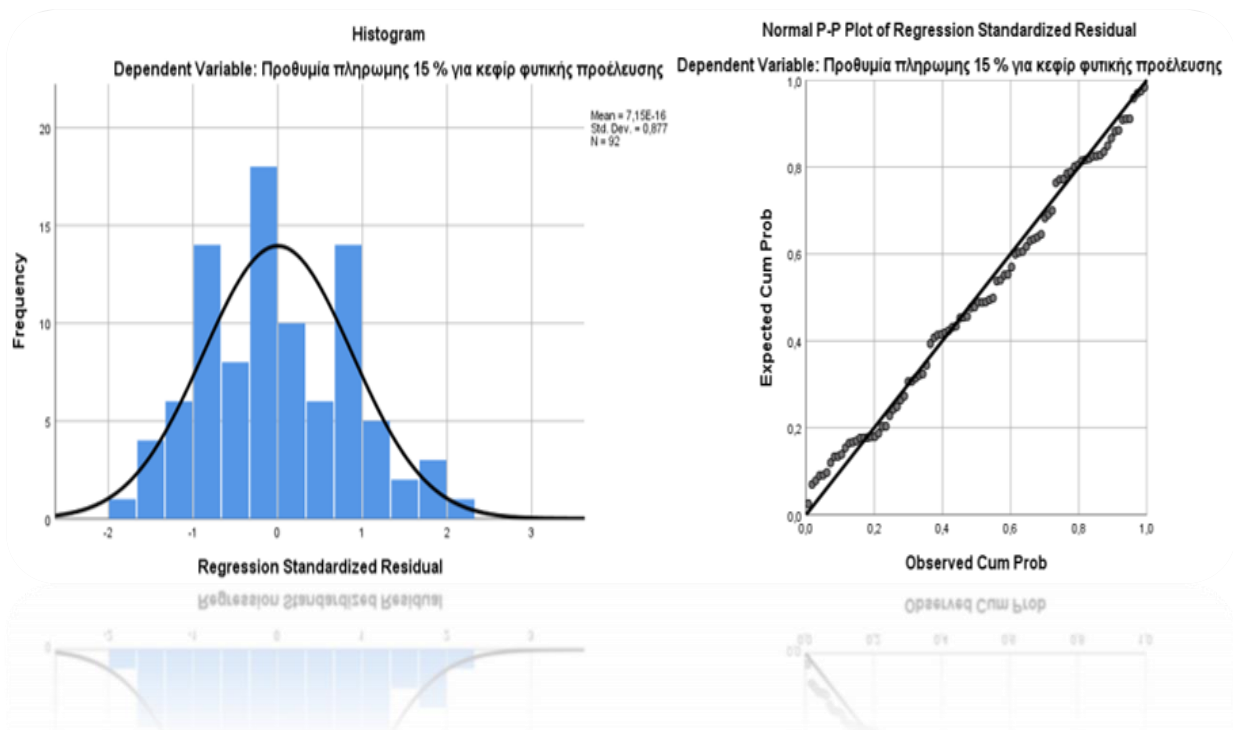 Histogram
Dependent Variable: Προθυμία πληρωμης 15 % για κεφίρ φυτικής προέλευσης
Mean = 7,15E-16
Std. Dev. = 0,877
N = 92
Frequency
20
15
10
5
0
-2 -1 0 1 2 3
Regression Standardized Residual
Normal P-P Plot of Regression Standardized Residual
Dependent Variable: Προθυμία πληρωμης 15 % για κεφίρ φυτικής προέλευσης
Expected Cum Prob
1,0
0,8
0,6
0,4
0,2
0,0
0,0 0,2 0,4 0,6 0,8 1,0
Observed Cum Prob